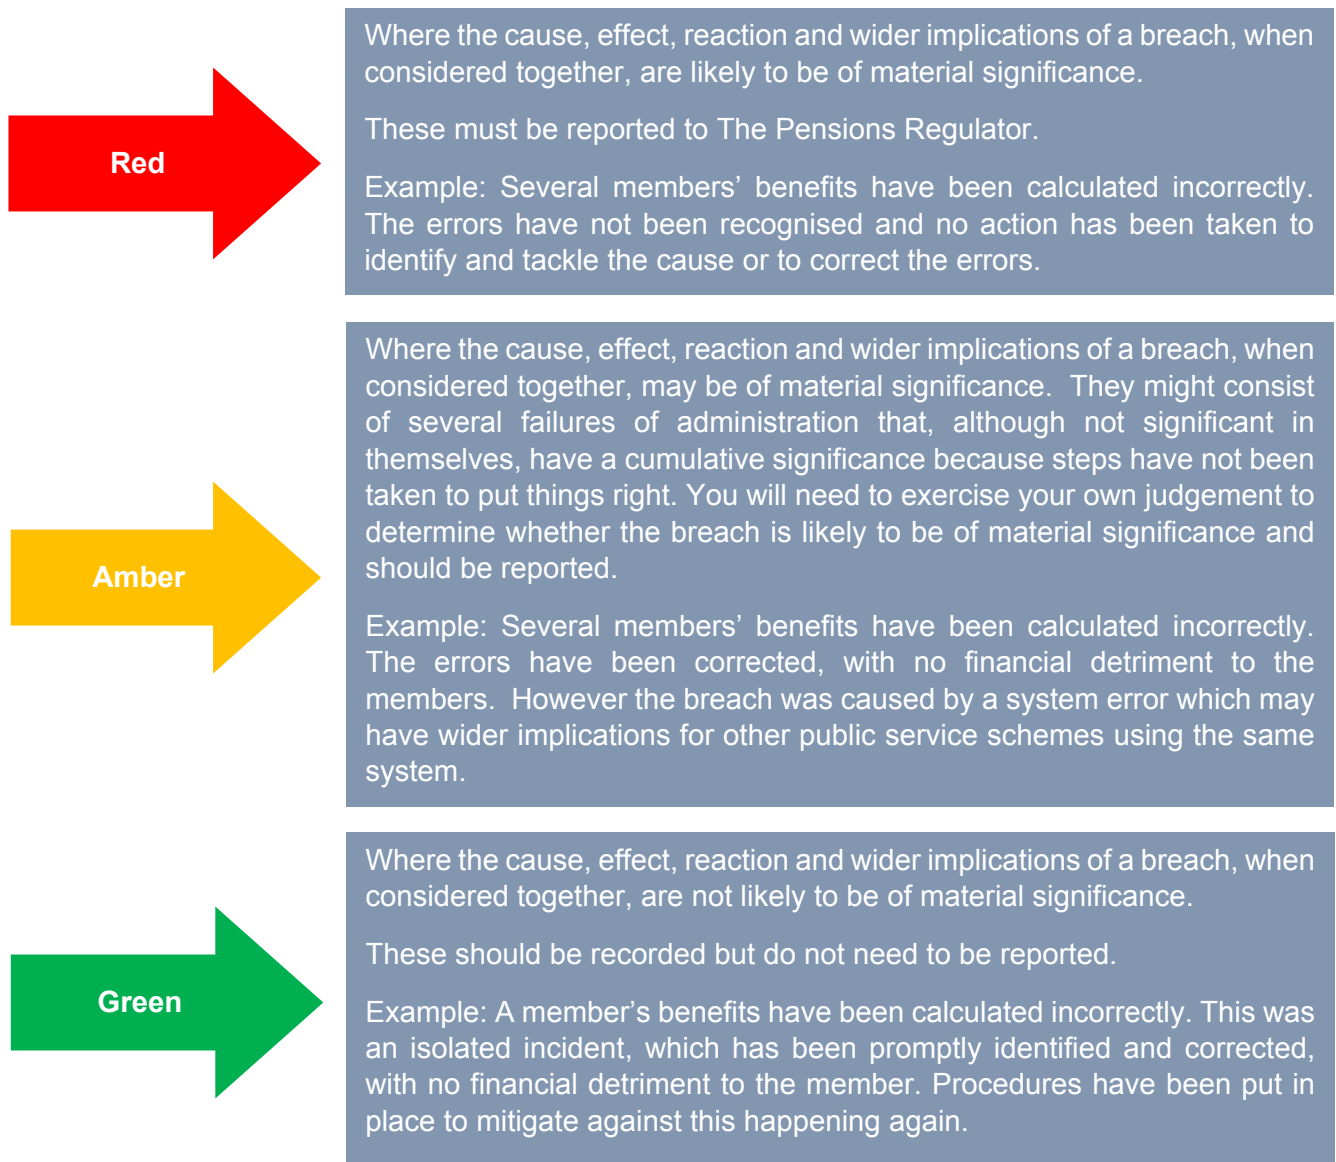 Red
Where the cause, effect, reaction and wider implications of a breach, when
considered together, are likely to be of material significance.
These must be reported to The Pensions Regulator.
Example: Several members’ benefits have been calculated incorrectly.
The errors have not been recognised and no action has been taken to
identify and tackle the cause or to correct the errors.
Amber
Where the cause, effect, reaction and wider implications of a breach, when
considered together, may be of material significance.  They might consist
of several failures of administration that, although not significant in
themselves, have a cumulative significance because steps have not been
taken to put things right. You will need to exercise your own judgement to
determine whether the breach is likely to be of material significance and
should be reported.
Example: Several members’ benefits have been calculated incorrectly.
The errors have been corrected, with no financial detriment to the
members.  However the breach was caused by a system error which may
have wider implications for other public service schemes using the same
system.
Green
Where the cause, effect, reaction and wider implications of a breach, when
considered together, are not likely to be of material significance.
These should be recorded but do not need to be reported.
Example: A member’s benefits have been calculated incorrectly. This was
an isolated incident, which has been promptly identified and corrected,
with no financial detriment to the member. Procedures have been put in
place to mitigate against this happening again.